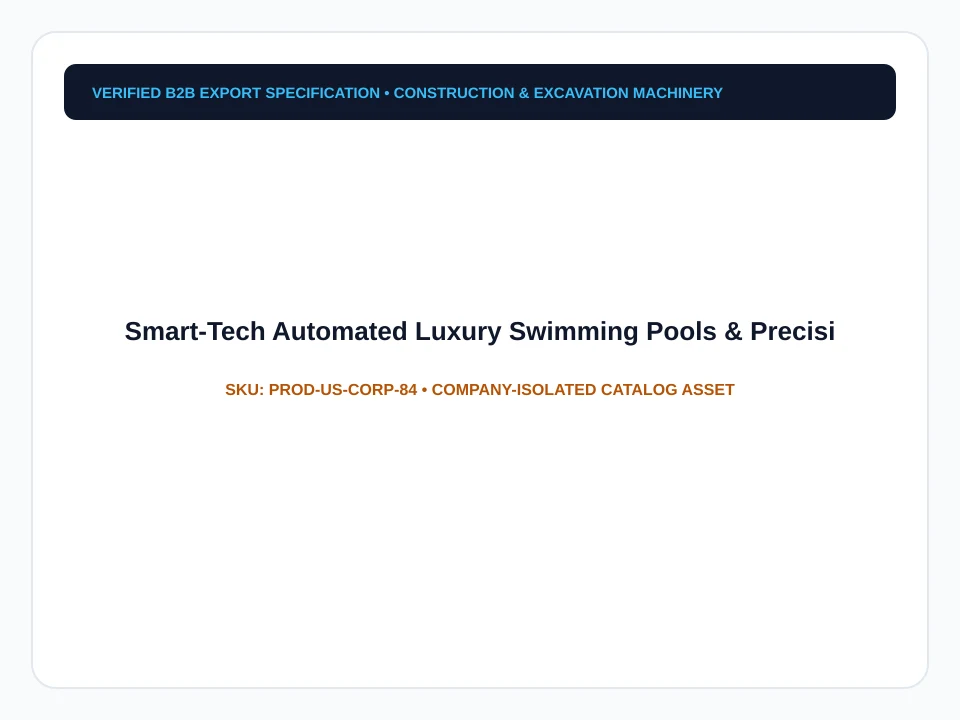 VERIFIED B2B EXPORT SPECIFICATION • CONSTRUCTION & EXCAVATION MACHINERY
Smart-Tech Automated Luxury Swimming Pools & Precisi
SKU: PROD-US-CORP-84 • COMPANY-ISOLATED CATALOG ASSET